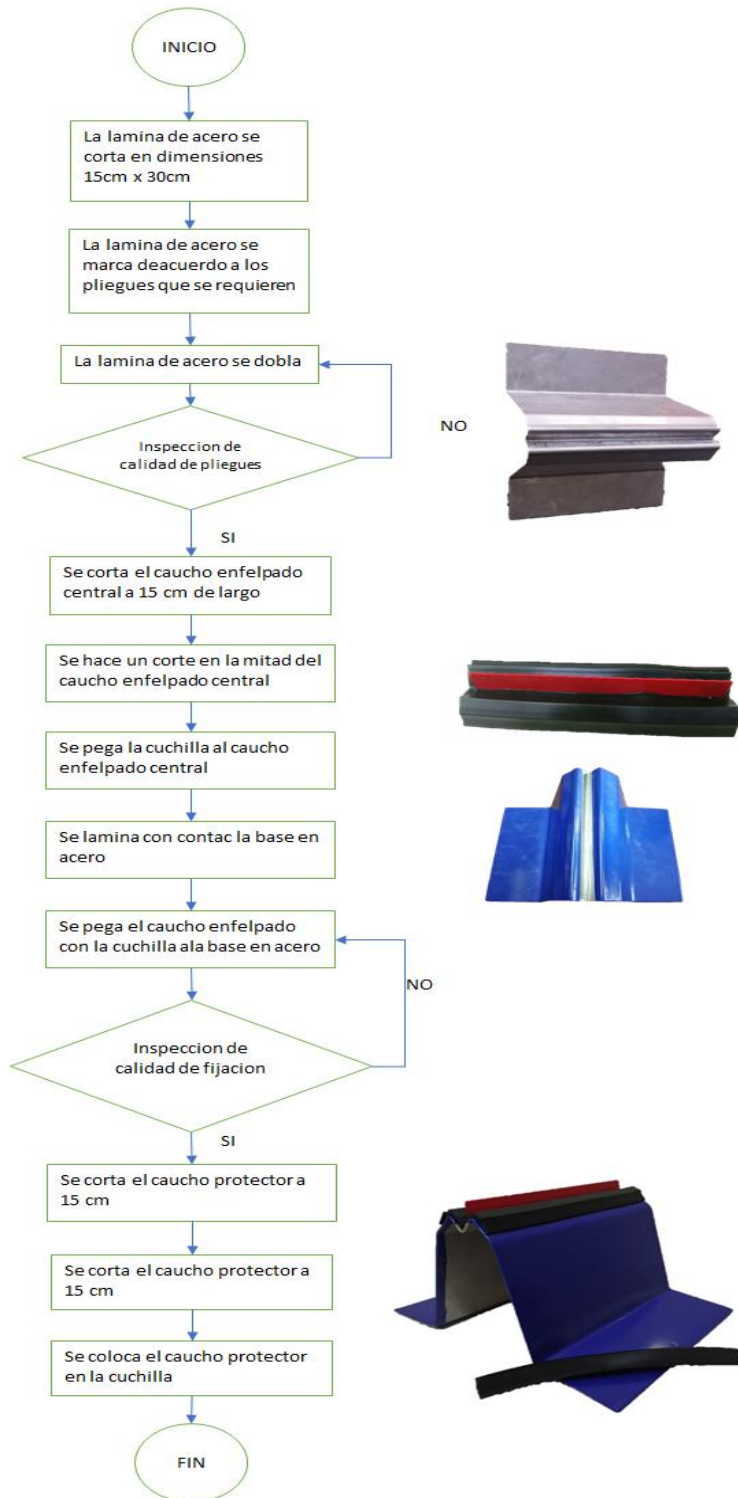 INICIO
La lamina de acero se
corta en dimensiones
15cm x 30cm
La lamina de acero se
marca deacuerdo a los
pliegues que se requieren
La lamina de acero se dobla
Inspeccion de
calidad de pliegues
NO
SI
Se corta el caucho enfelpado
central a 15 cm de largo
Se hace un corte en la mitad del
caucho enfelpado central
Se pega la cuchilla al caucho
enfelpado central
Se lamina con contac la base en
acero
Se pega el caucho enfelpado
con la cuchilla ala base en acero
NO
Inspeccion de
calidad de fijacion
SI
Se corta el caucho protector a
15 cm
Se corta el caucho protector a
15 cm
Se coloca el caucho protector
en la cuchilla
FIN